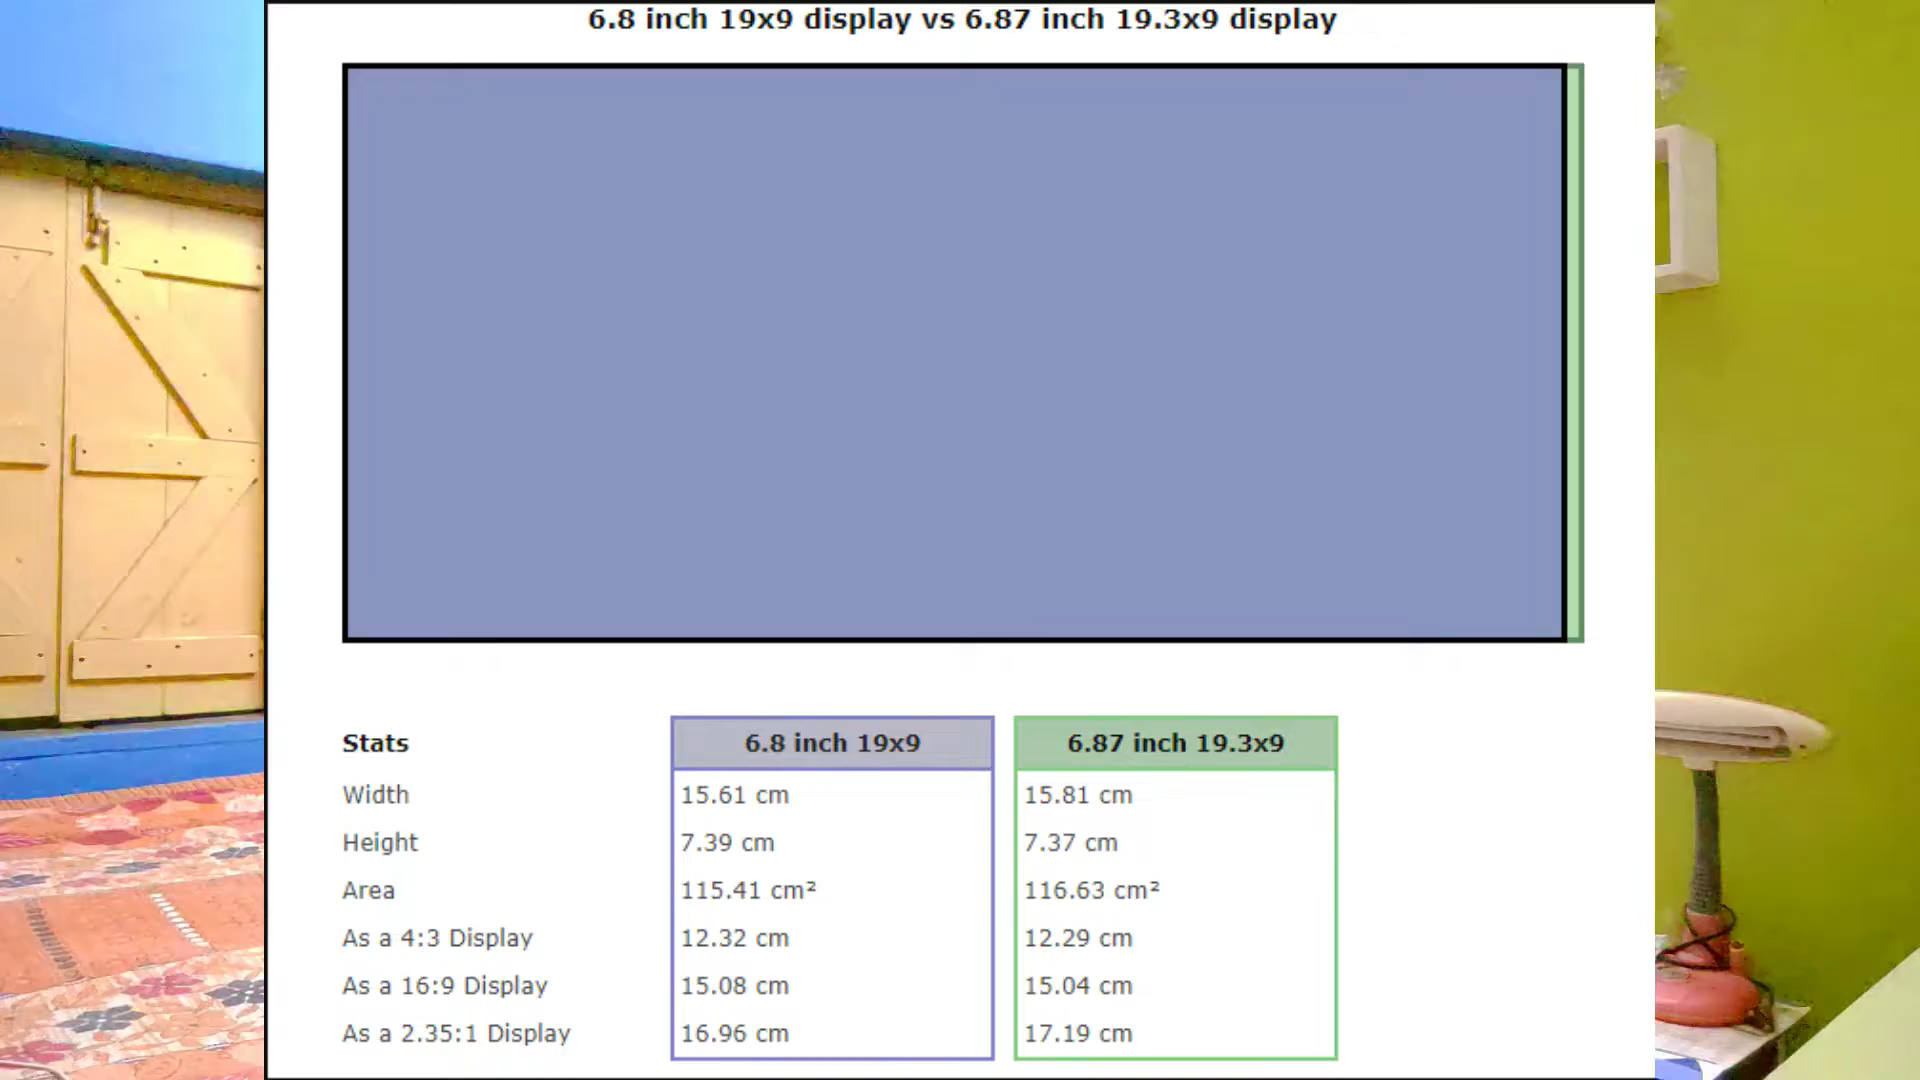 6.8 inch 19x9 display vs 6.87 inch 19.3x9 display
Stats 6.8 inch 19x9 6.87 inch 19.3x9
Width 15.61 cm 15.81 cm
Height 7.39 cm 7.37 cm
Area 115.41 cm² 116.63 cm²
As a 4:3 Display 12.32 cm 12.29 cm
As a 16:9 Display 15.08 cm 15.04 cm
As a 2.35:1 Display 16.96 cm 17.19 cm